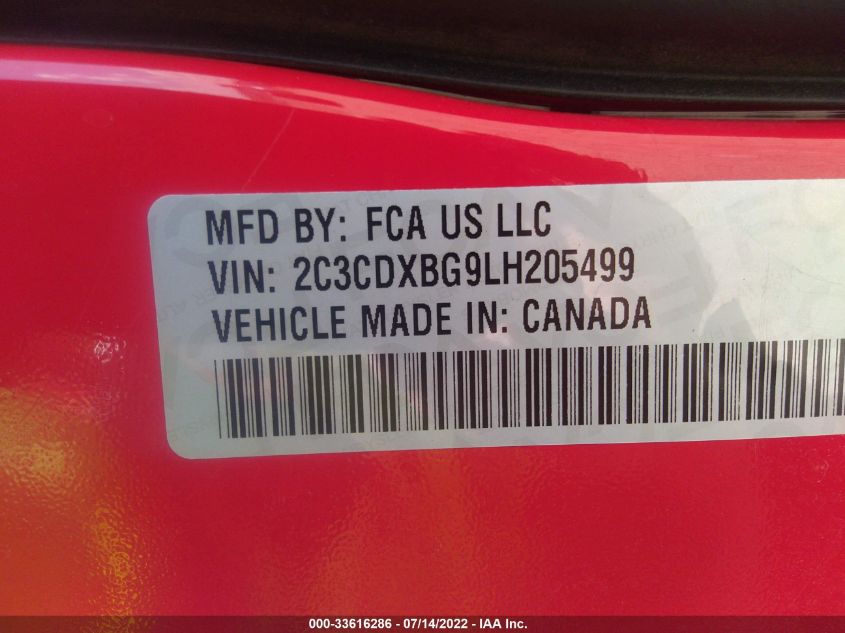 MFD BY: FCA US LLC
VIN: 2C3CDXBG9LH205499
VEHICLE MADE IN: CANADA
000-33616286 - 07/14/2022 - IAA Inc.